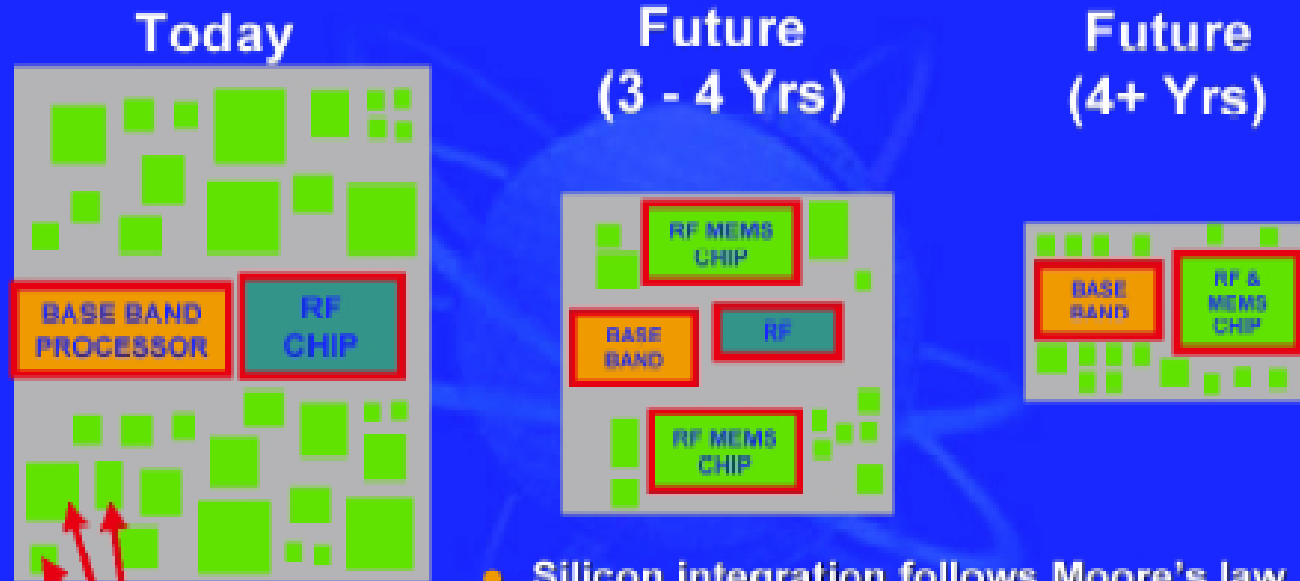 Today
Future
(3 - 4 Yrs)
Future
(4+ Yrs)
BASE BAND
PROCESSOR
RF
CHIP
RF MEMS
CHIP
BASE
BAND
RF
RF MEMS
CHIP
BASE
BAND
RF &
MEMS
CHIP
Silicon integration follows Moore's law